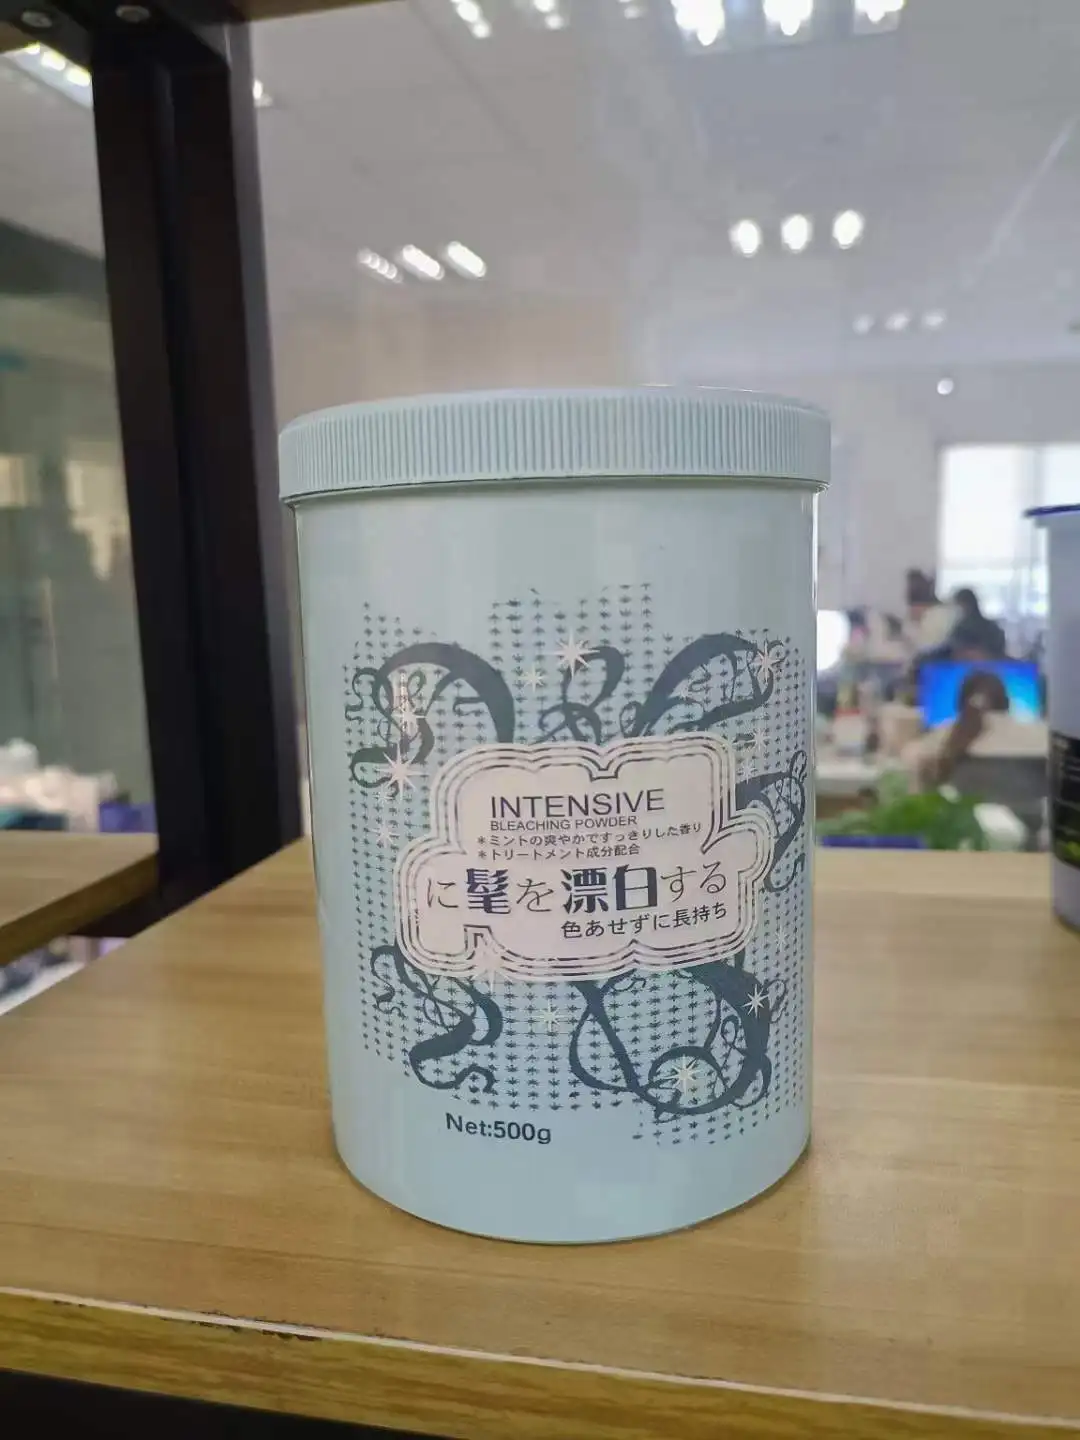 INTENSIVE
BLEACHING POWDER
*ミントの爽やかですっきりした香り
*トリートメント成分配合
に髦を漂白する
色あせずに長持ち
Net:500g